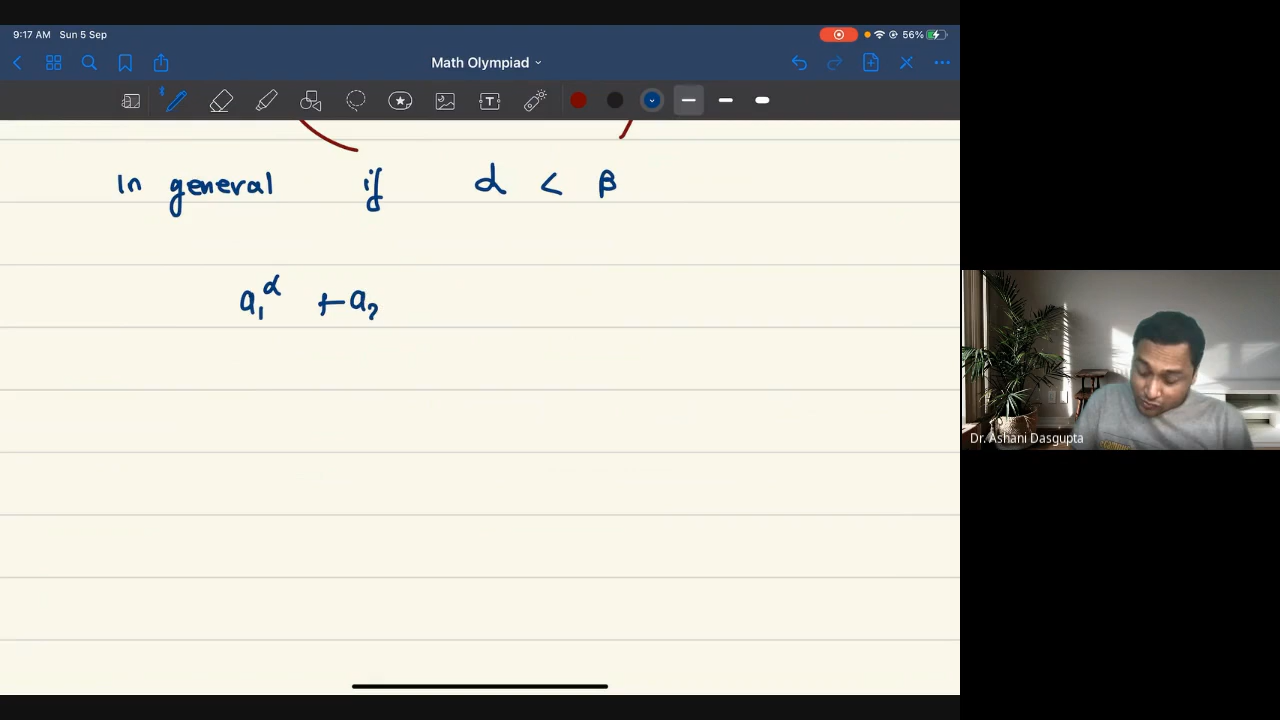 9:17 AM Sun 5 Sep
56%
Math Olympiad
T
In general if α < β
a₁^α + a₂
Dr. Ashani Dasgupta